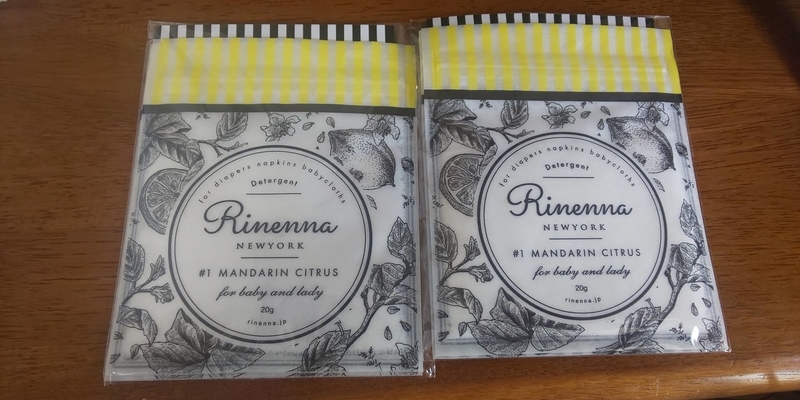 for diapers napkins babycloths
Detergent
Rinenna
NEWYORK
#1 MANDARIN CITRUS
for baby and lady
20g
rinenna.jp
for diapers napkins babycloths
Detergent
Rinenna
NEWYORK
#1 MANDARIN CITRUS
for baby and lady
20g
rinenna.jp